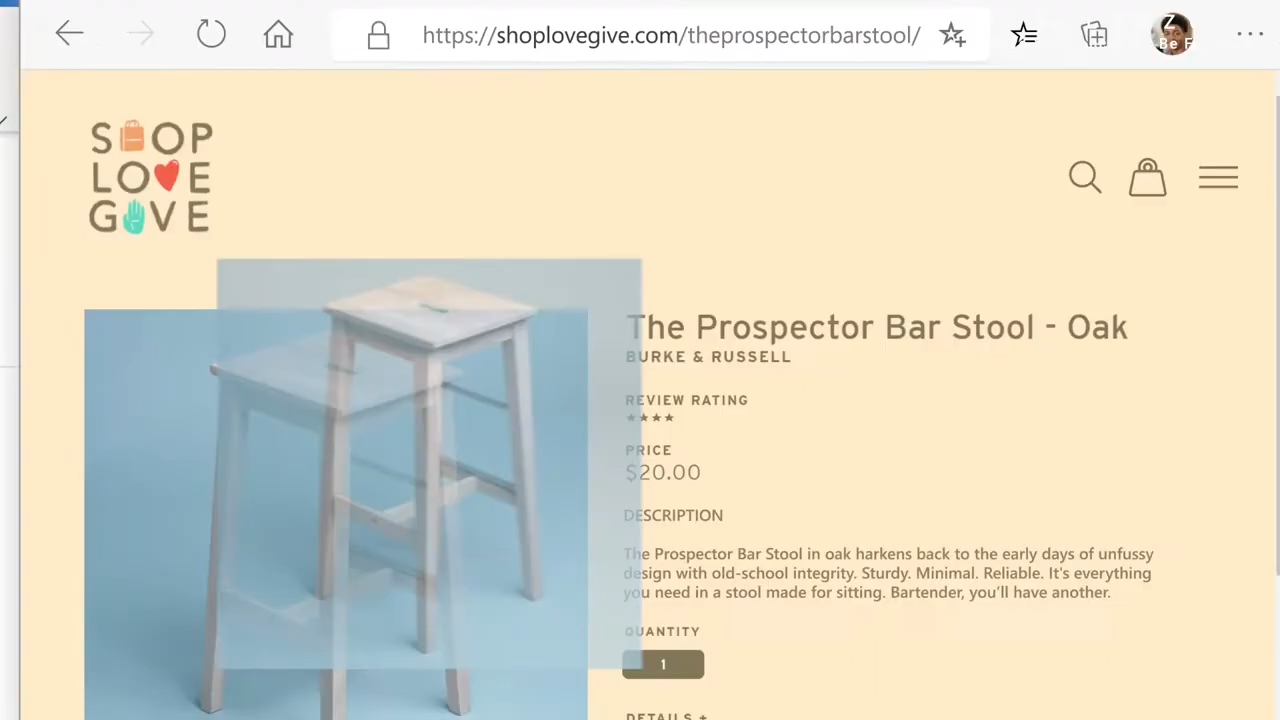 https://shoplovegive.com/theprospectorbarstool/
Z
Be F
SHOP
LOVE
GIVE
The Prospector Bar Stool - Oak
BURKE & RUSSELL
REVIEW RATING
★★★★
PRICE
$20.00
DESCRIPTION
The Prospector Bar Stool in oak harkens back to the early days of unfussy
design with old-school integrity. Sturdy. Minimal. Reliable. It's everything
you need in a stool made for sitting. Bartender, you'll have another.
QUANTITY
1
DETAILS +